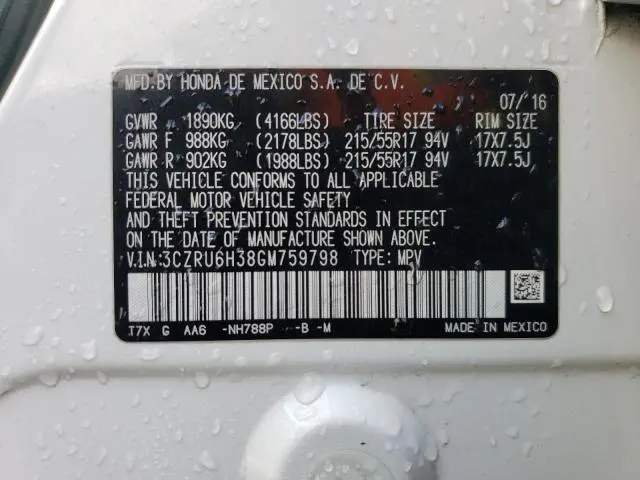 MFD.BY HONDA DE MEXICO S.A. DE C.V.
07/'16
GVWR 1890KG (4166LBS) TIRE SIZE RIM SIZE
GAWR F 988KG (2178LBS) 215/55R17 94V 17X7.5J
GAWR R 902KG (1988LBS) 215/55R17 94V 17X7.5J
THIS VEHICLE CONFORMS TO ALL APPLICABLE
FEDERAL MOTOR VEHICLE SAFETY
AND THEFT PREVENTION STANDARDS IN EFFECT ON
THE DATE OF MANUFACTURE SHOWN ABOVE.
V.I.N:3CZRU6H38GM759798 TYPE: MPV
T7X G AA6 -NH788P -B -M MADE IN MEXICO